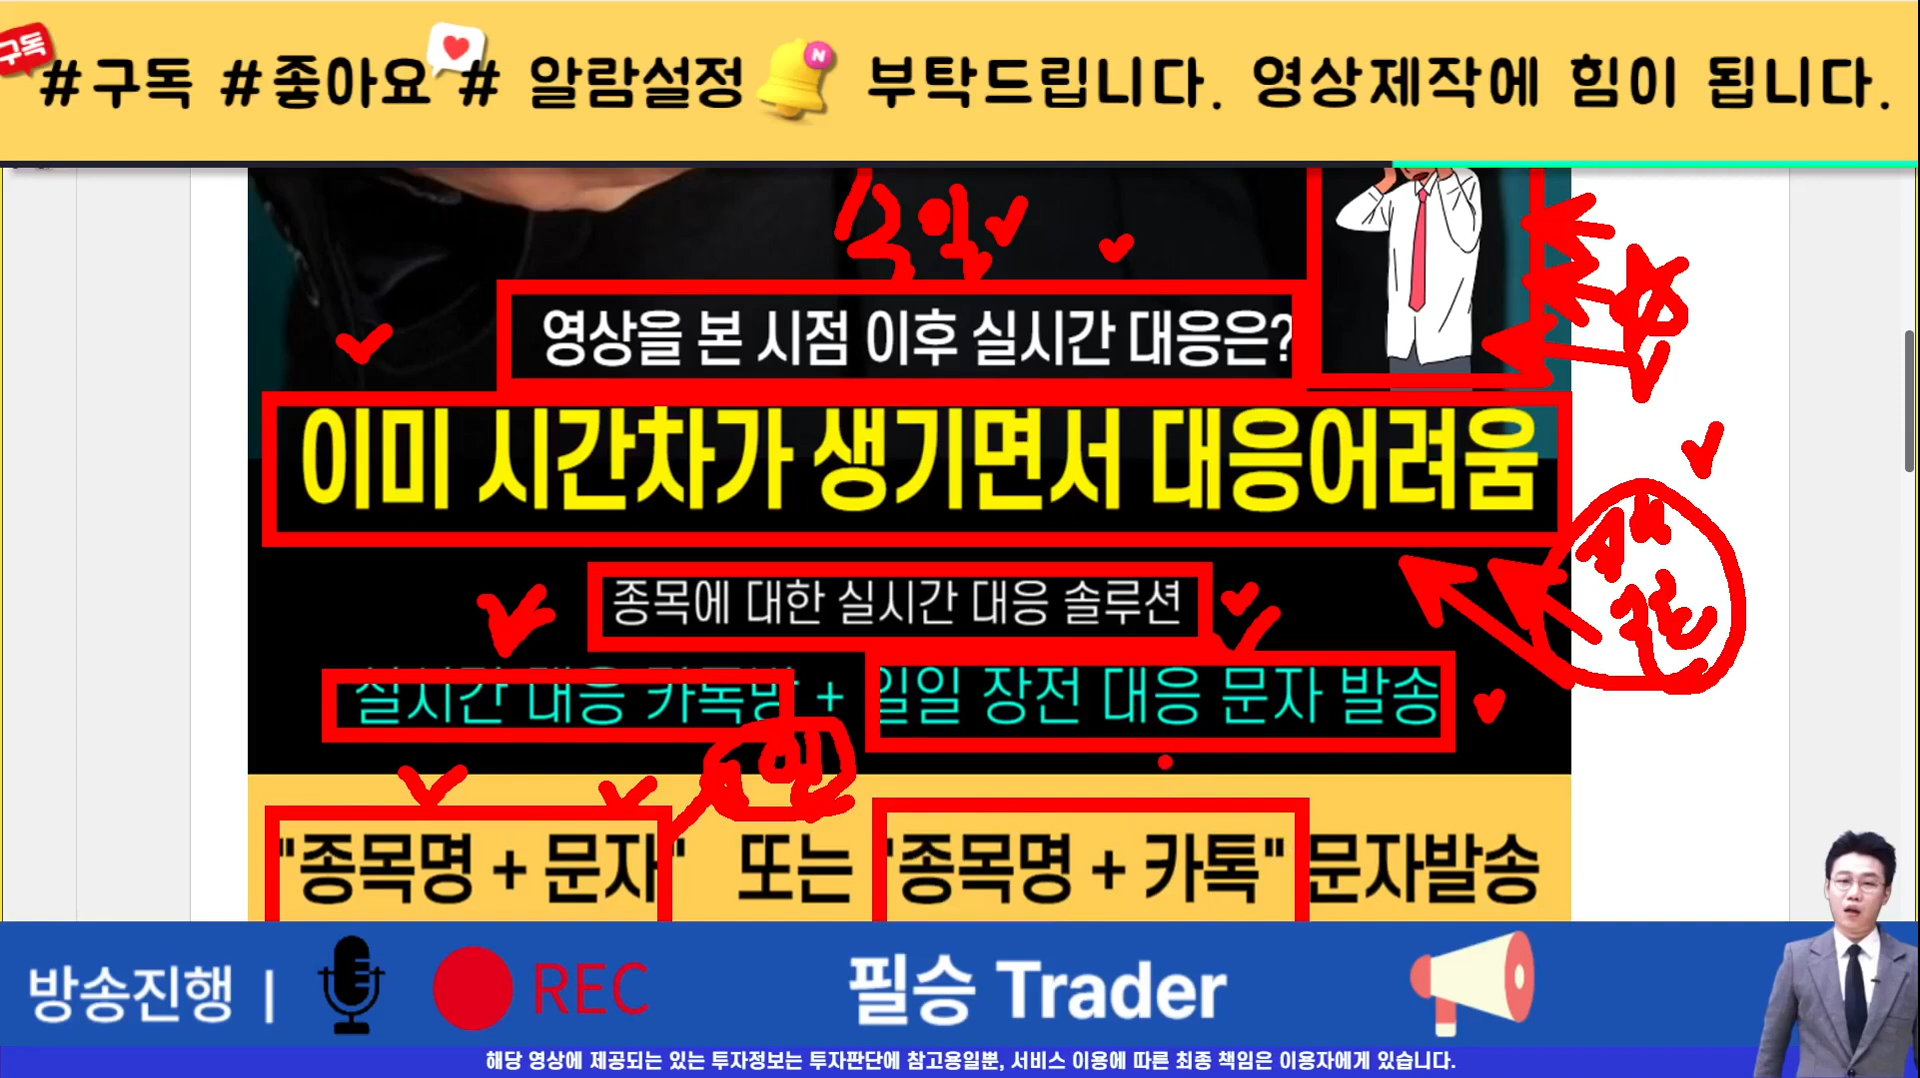 구독
#구독 #좋아요 # 알람설정 N 부탁드립니다. 영상제작에 힘이 됩니다.
영상을 본 시점 이후 실시간 대응은?
이미 시간차가 생기면서 대응어려움
종목에 대한 실시간 대응 솔루션
실시간 대응 카톡방 + 일일 장전 대응 문자 발송
"종목명 + 문자" 또는 "종목명 + 카톡" 문자발송
방송진행 | REC 필승 Trader
해당 영상에 제공되는 있는 투자정보는 투자판단에 참고용일뿐, 서비스 이용에 따른 최종 책임은 이용자에게 있습니다.